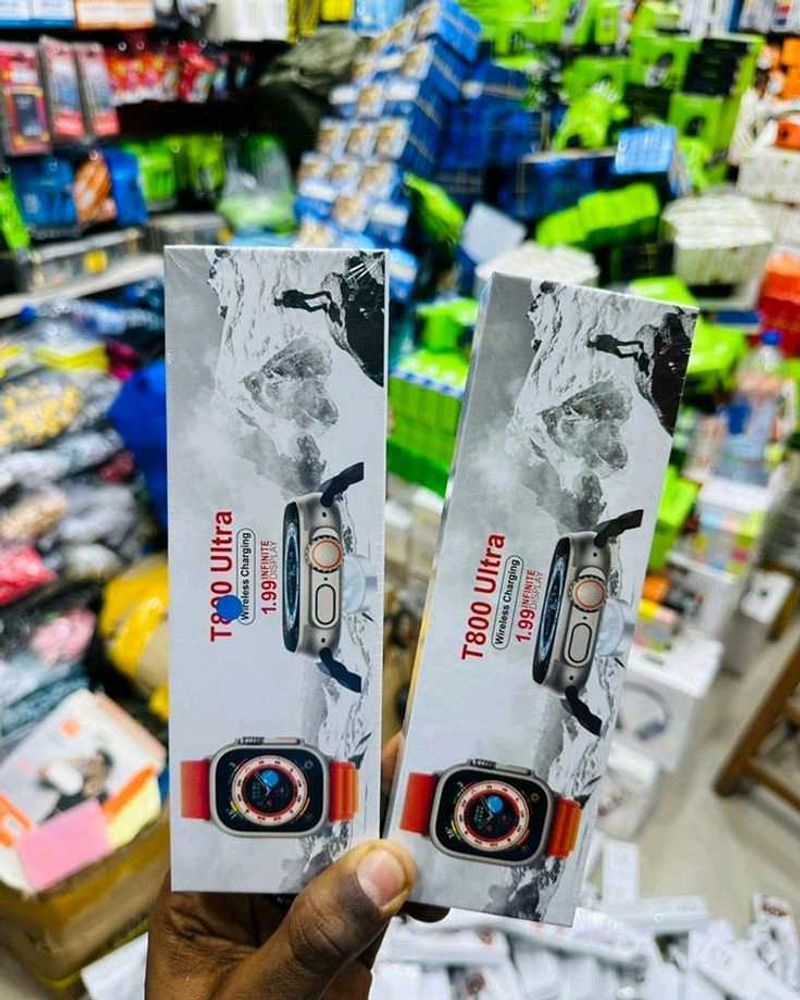 T800 Ultra
Wireless Charging
1.99 INFINITE
DISPLAY
T800 Ultra
Wireless Charging
1.99 INFINITE
DISPLAY